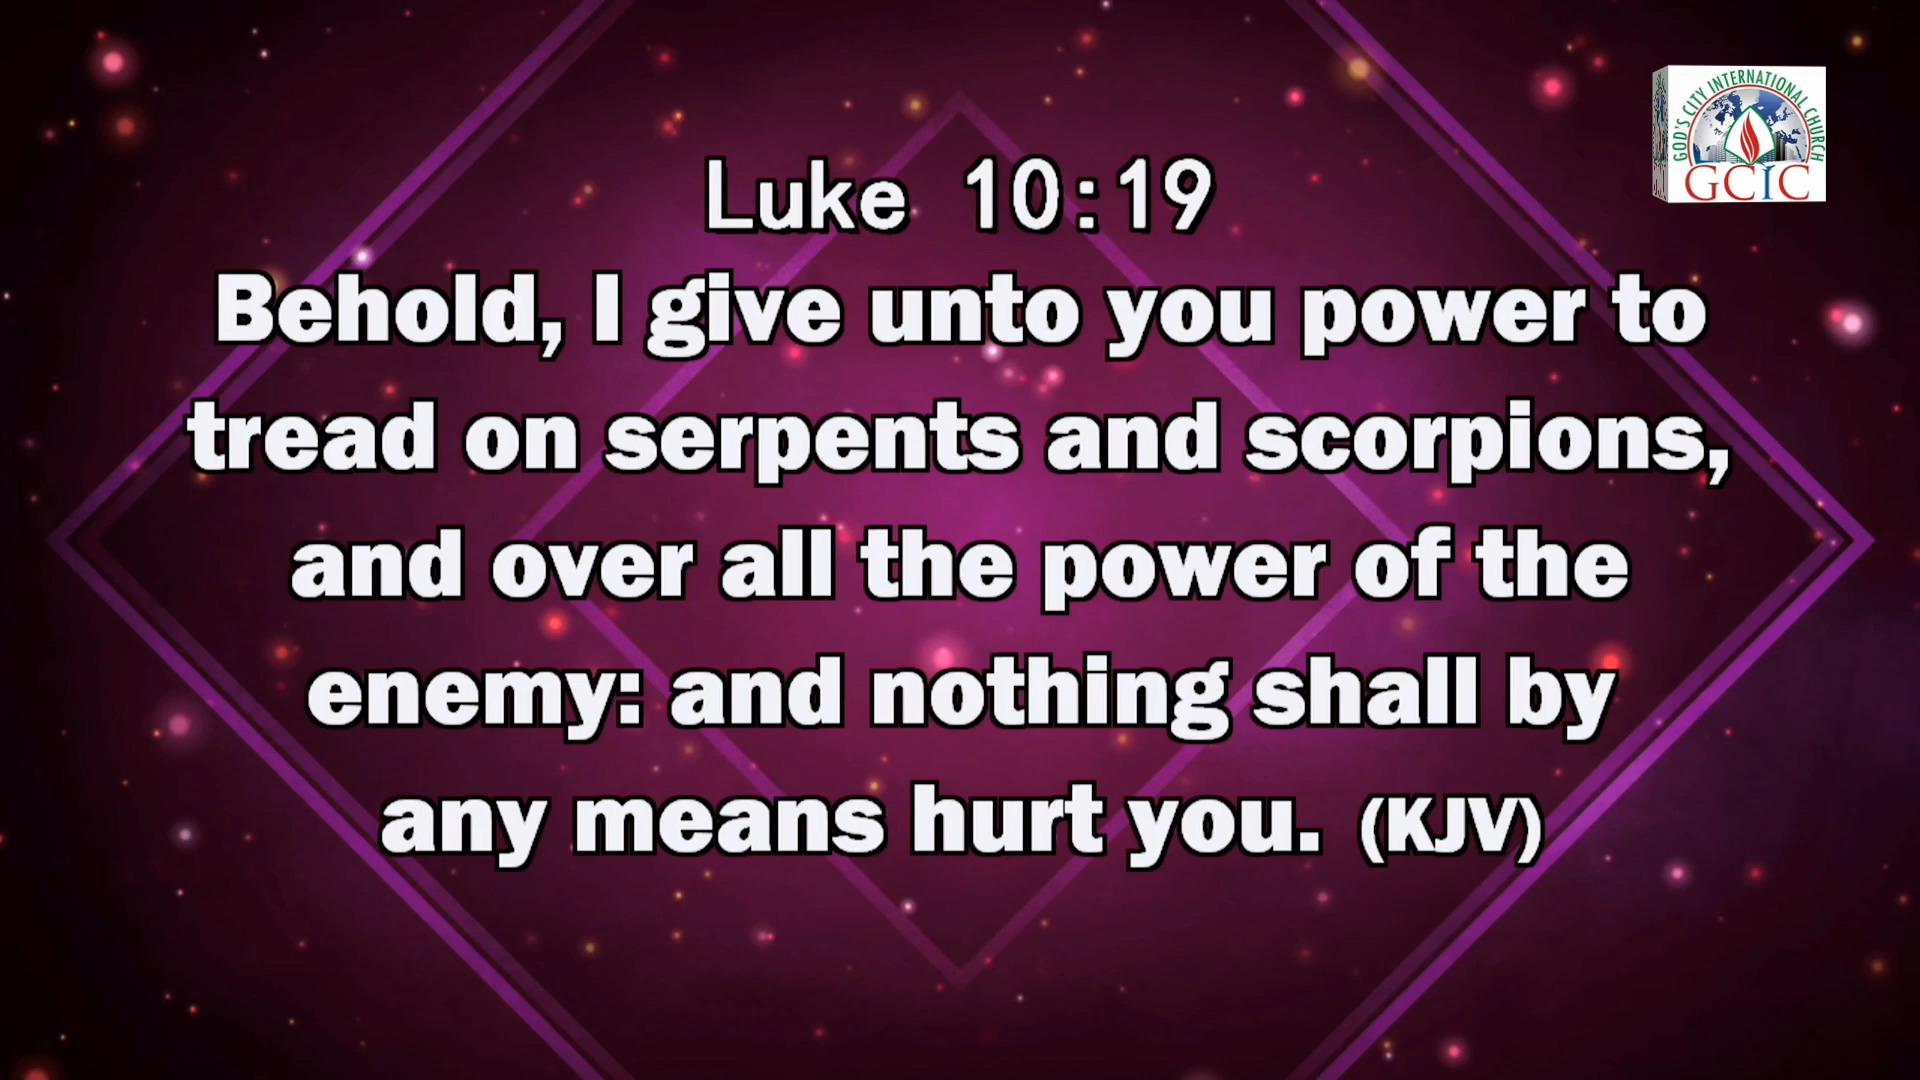 GOD'S CITY INTERNATIONAL CHURCH
GCIC
Luke 10:19
Behold, I give unto you power to
tread on serpents and scorpions,
and over all the power of the
enemy: and nothing shall by
any means hurt you. (KJV)